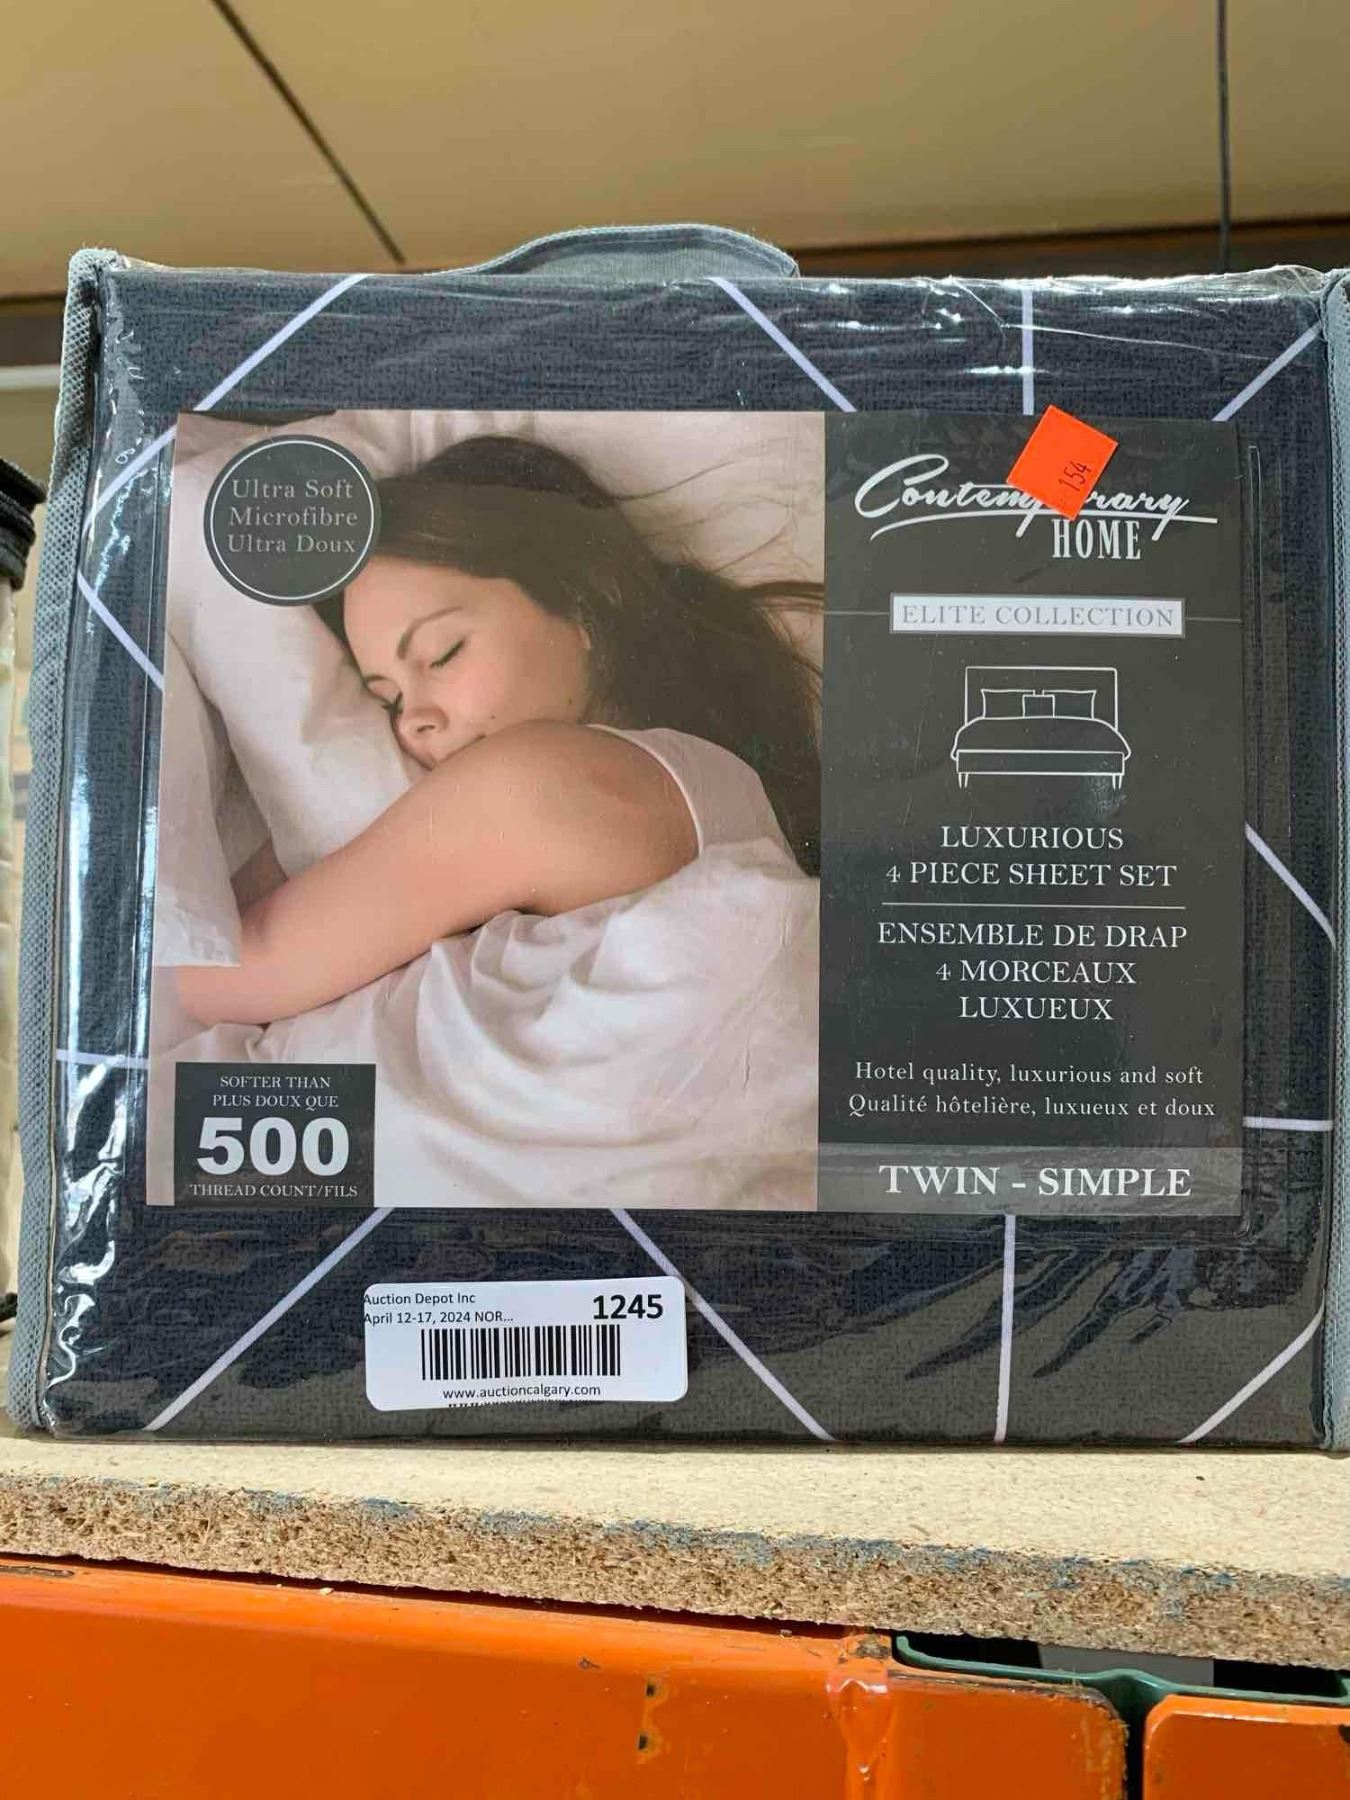 Ultra Soft
Microfibre
Ultra Doux
154
Contemporary
HOME
ELITE COLLECTION
LUXURIOUS
4 PIECE SHEET SET
ENSEMBLE DE DRAP
4 MORCEAUX
LUXUEUX
Hotel quality, luxurious and soft
Qualité hôtelière, luxueux et doux
TWIN - SIMPLE
SOFTER THAN
PLUS DOUX QUE
500
THREAD COUNT/FILS
Auction Depot Inc
April 12-17, 2024 NOR...
1245
www.auctioncalgary.com